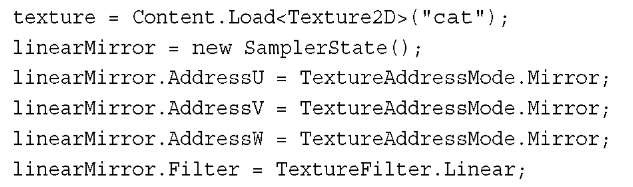 texture = Content.Load<Texture2D>("cat");
linearMirror = new SamplerState();
linearMirror.AddressU = TextureAddressMode.Mirror;
linearMirror.AddressV = TextureAddressMode.Mirror;
linearMirror.AddressW = TextureAddressMode.Mirror;
linearMirror.Filter = TextureFilter.Linear;